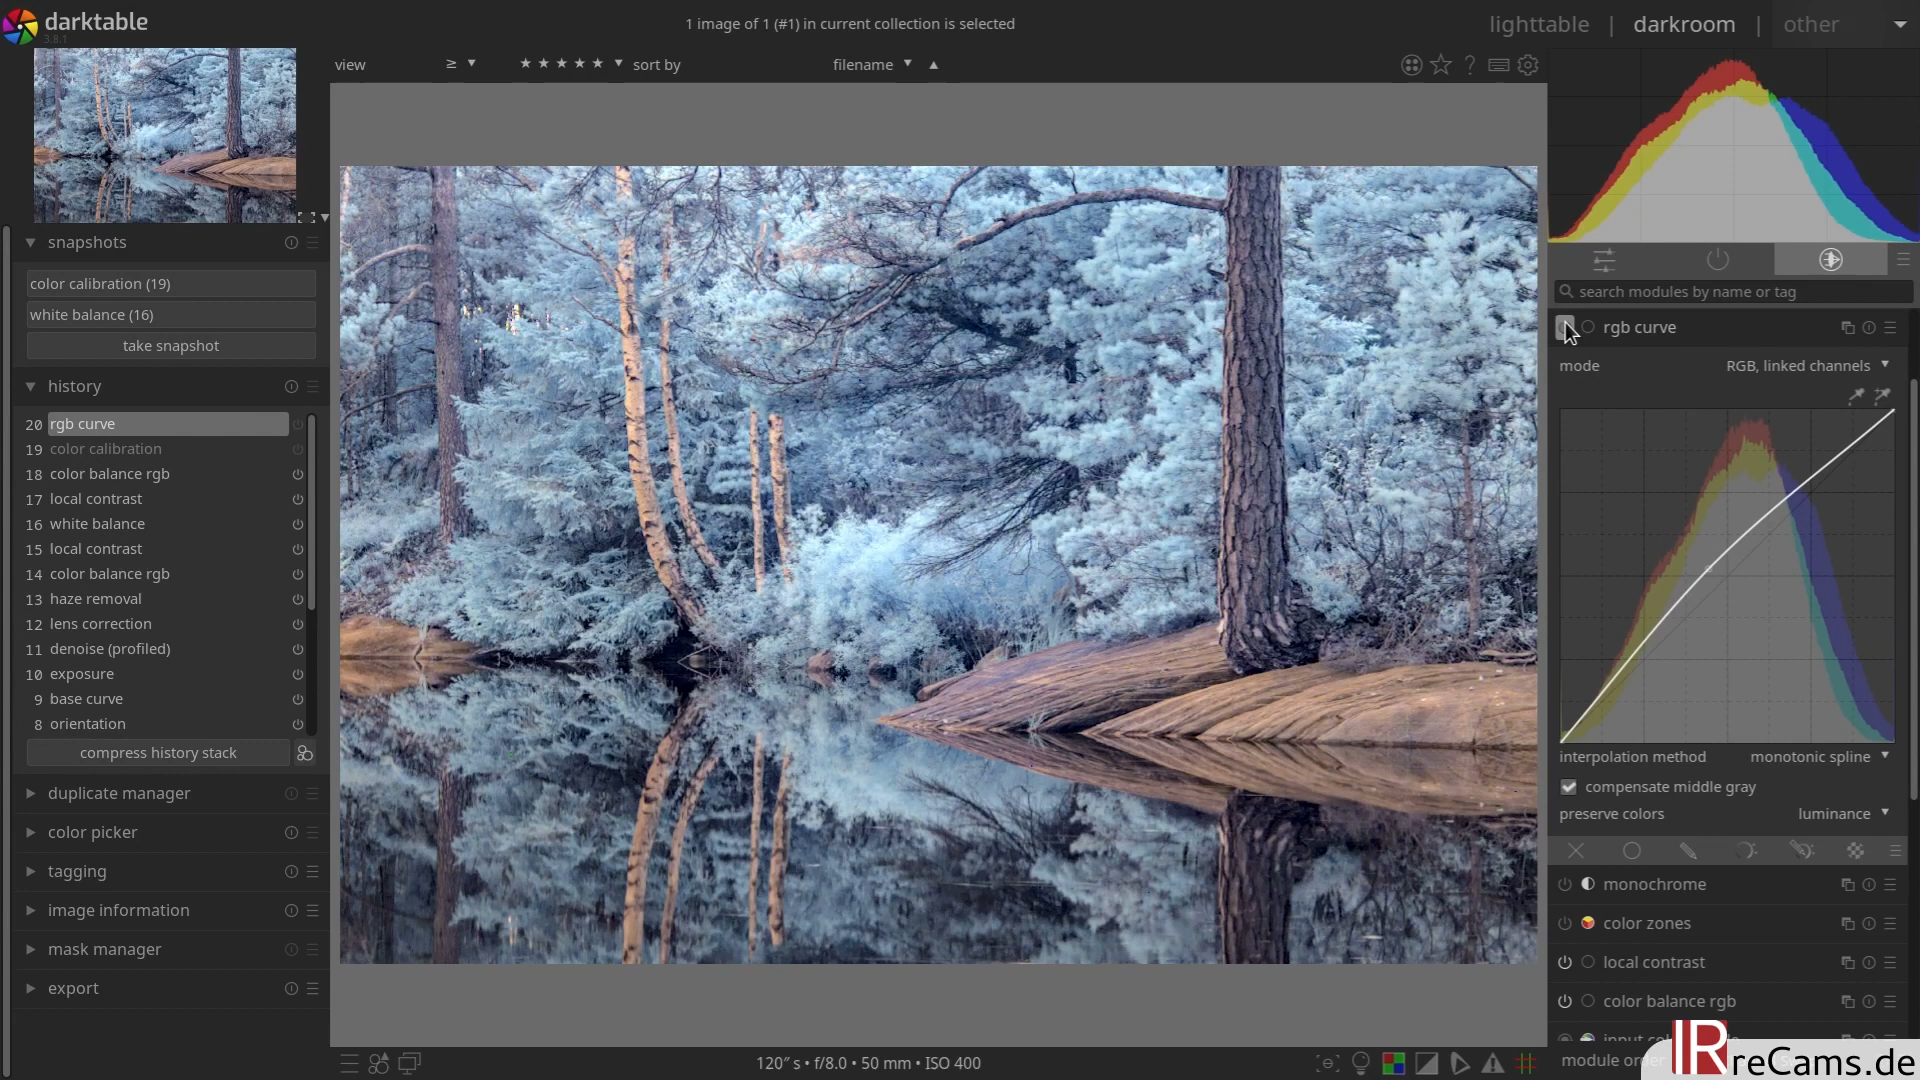 darktable
3.8.1
1 image of 1 (#1) in current collection is selected
lighttable | darkroom | other
view ≥ ★ ★ ★ ★ ★ sort by filename
snapshots
color calibration (19)
white balance (16)
take snapshot
history
20 rgb curve
19 color calibration
18 color balance rgb
17 local contrast
16 white balance
15 local contrast
14 color balance rgb
13 haze removal
12 lens correction
11 denoise (profiled)
10 exposure
9 base curve
8 orientation
compress history stack
duplicate manager
color picker
tagging
image information
mask manager
export
120″ s • f/8.0 • 50 mm • ISO 400
search modules by name or tag
rgb curve
mode RGB, linked channels
interpolation method monotonic spline
compensate middle gray
preserve colors luminance
monochrome
color zones
local contrast
color balance rgb
module
IRreCams.de